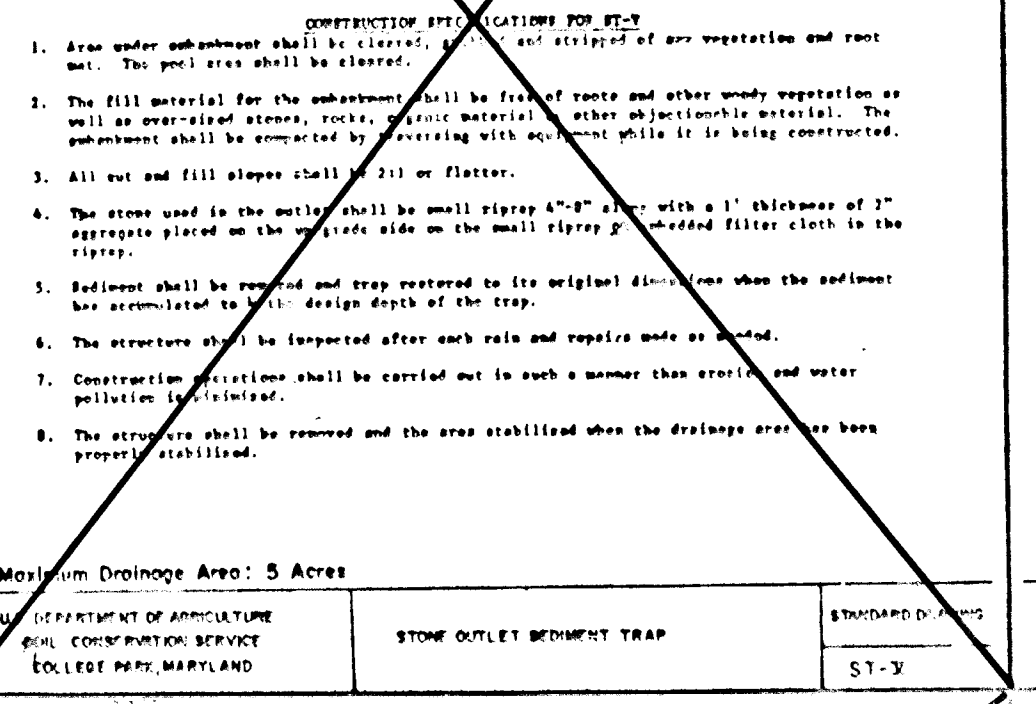 CONSTRUCTION SPECIFICATIONS FOR ST-V
1. Area under embankment shall be cleared, and stripped of any vegetation and root
mat. The pool area shall be cleared.
2. The fill material for the embankment shall be free of roots and other woody vegetation as
well as over-sized stones, rocks, organic material or other objectionable material. The
embankment shall be compacted by traversing with equipment while it is being constructed.
3. All cut and fill slopes shall be 2:1 or flatter.
4. The stone used in the outlet shall be small riprap 4"-8" along with a 1' thickness of 2"
aggregate placed on the up-grade side on the small riprap or embedded filter cloth in the
riprap.
5. Sediment shall be removed and trap restored to its original dimensions when the sediment
has accumulated to the design depth of the trap.
6. The structure shall be inspected after each rain and repairs made as needed.
7. Construction operations shall be carried out in such a manner than erosion and water
pollution is minimized.
8. The structure shall be removed and the area stabilized when the drainage area has been
properly stabilized.
Maximum Drainage Area: 5 Acres
U.S. DEPARTMENT OF AGRICULTURE
SOIL CONSERVATION SERVICE
COLLEGE PARK, MARYLAND
STONE OUTLET SEDIMENT TRAP
STANDARD DRAWING
ST-V